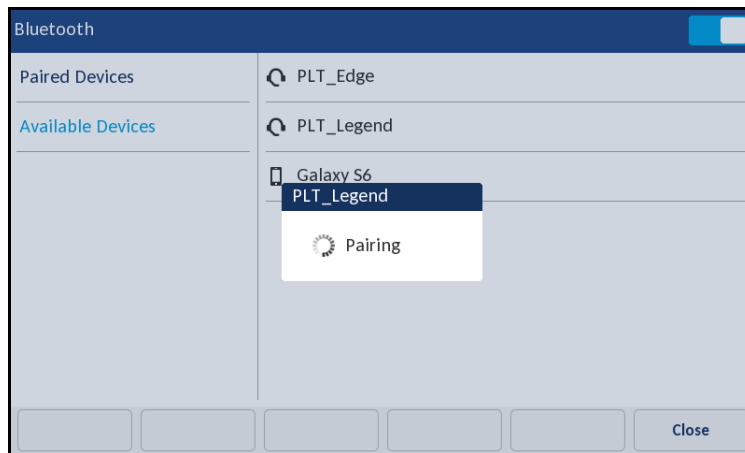 Bluetooth
Paired Devices
Available Devices
PLT_Edge
PLT_Legend
Galaxy S6
PLT_Legend
Pairing
Close